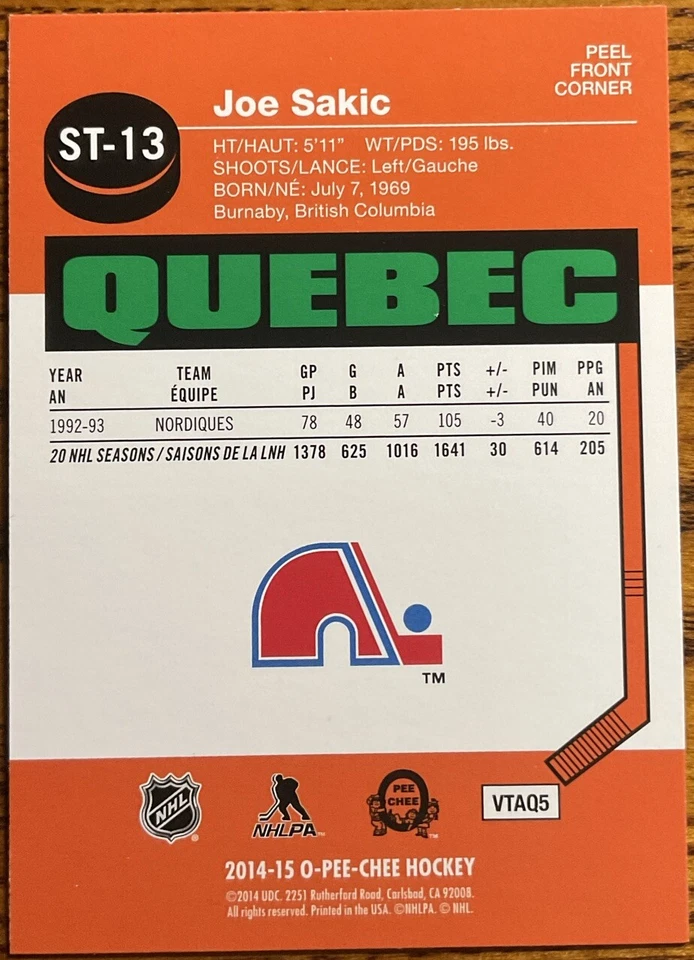 PEEL
FRONT
CORNER
ST-13
Joe Sakic
HT/HAUT: 5'11" WT/PDS: 195 lbs.
SHOOTS/LANCE: Left/Gauche
BORN/NÉ: July 7, 1969
Burnaby, British Columbia
QUEBEC
YEAR TEAM GP G A PTS +/- PIM PPG
AN ÉQUIPE PJ B A PTS +/- PUN AN
1992-93 NORDIQUES 78 48 57 105 -3 40 20
20 NHL SEASONS / SAISONS DE LA LNH 1378 625 1016 1641 30 614 205
TM
NHL ®
NHLPA TM
PEE
CHEE
TM
VTAQ5
2014-15 O-PEE-CHEE HOCKEY
©2014 UDC. 2251 Rutherford Road, Carlsbad, CA 92008.
All rights reserved. Printed in the USA. ©NHLPA. © NHL.